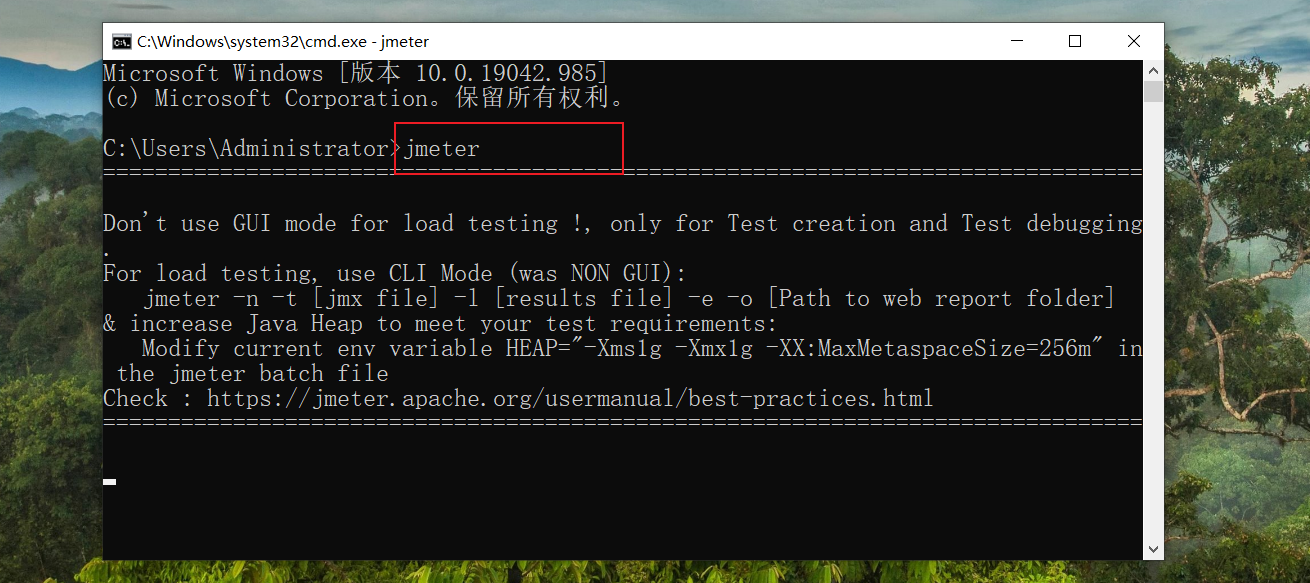 C:\Windows\system32\cmd.exe - jmeter
Microsoft Windows [版本 10.0.19042.985]
(c) Microsoft Corporation。保留所有权利。
C:\Users\Administrator>jmeter
================================================================================
Don't use GUI mode for load testing !, only for Test creation and Test debugging
.
For load testing, use CLI Mode (was NON GUI):
   jmeter -n -t [jmx file] -l [results file] -e -o [Path to web report folder]
& increase Java Heap to meet your test requirements:
   Modify current env variable HEAP="-Xms1g -Xmx1g -XX:MaxMetaspaceSize=256m" in
 the jmeter batch file
Check : https://jmeter.apache.org/usermanual/best-practices.html
================================================================================